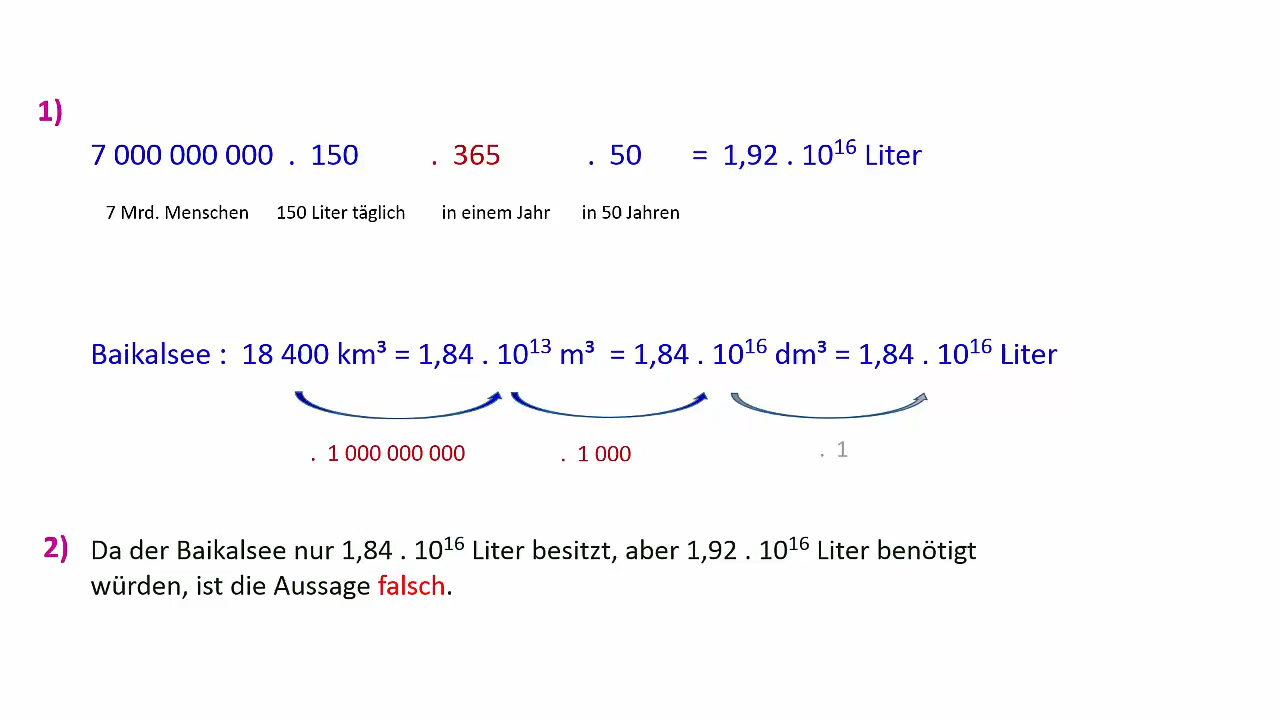 1)
7 000 000 000 . 150 . 365 . 50 = 1,92 . 10¹⁶ Liter
7 Mrd. Menschen 150 Liter täglich in einem Jahr in 50 Jahren
Baikalsee : 18 400 km³ = 1,84 . 10¹³ m³ = 1,84 . 10¹⁶ dm³ = 1,84 . 10¹⁶ Liter
. 1 000 000 000 . 1 000 . 1
2) Da der Baikalsee nur 1,84 . 10¹⁶ Liter besitzt, aber 1,92 . 10¹⁶ Liter benötigt
würden, ist die Aussage falsch.